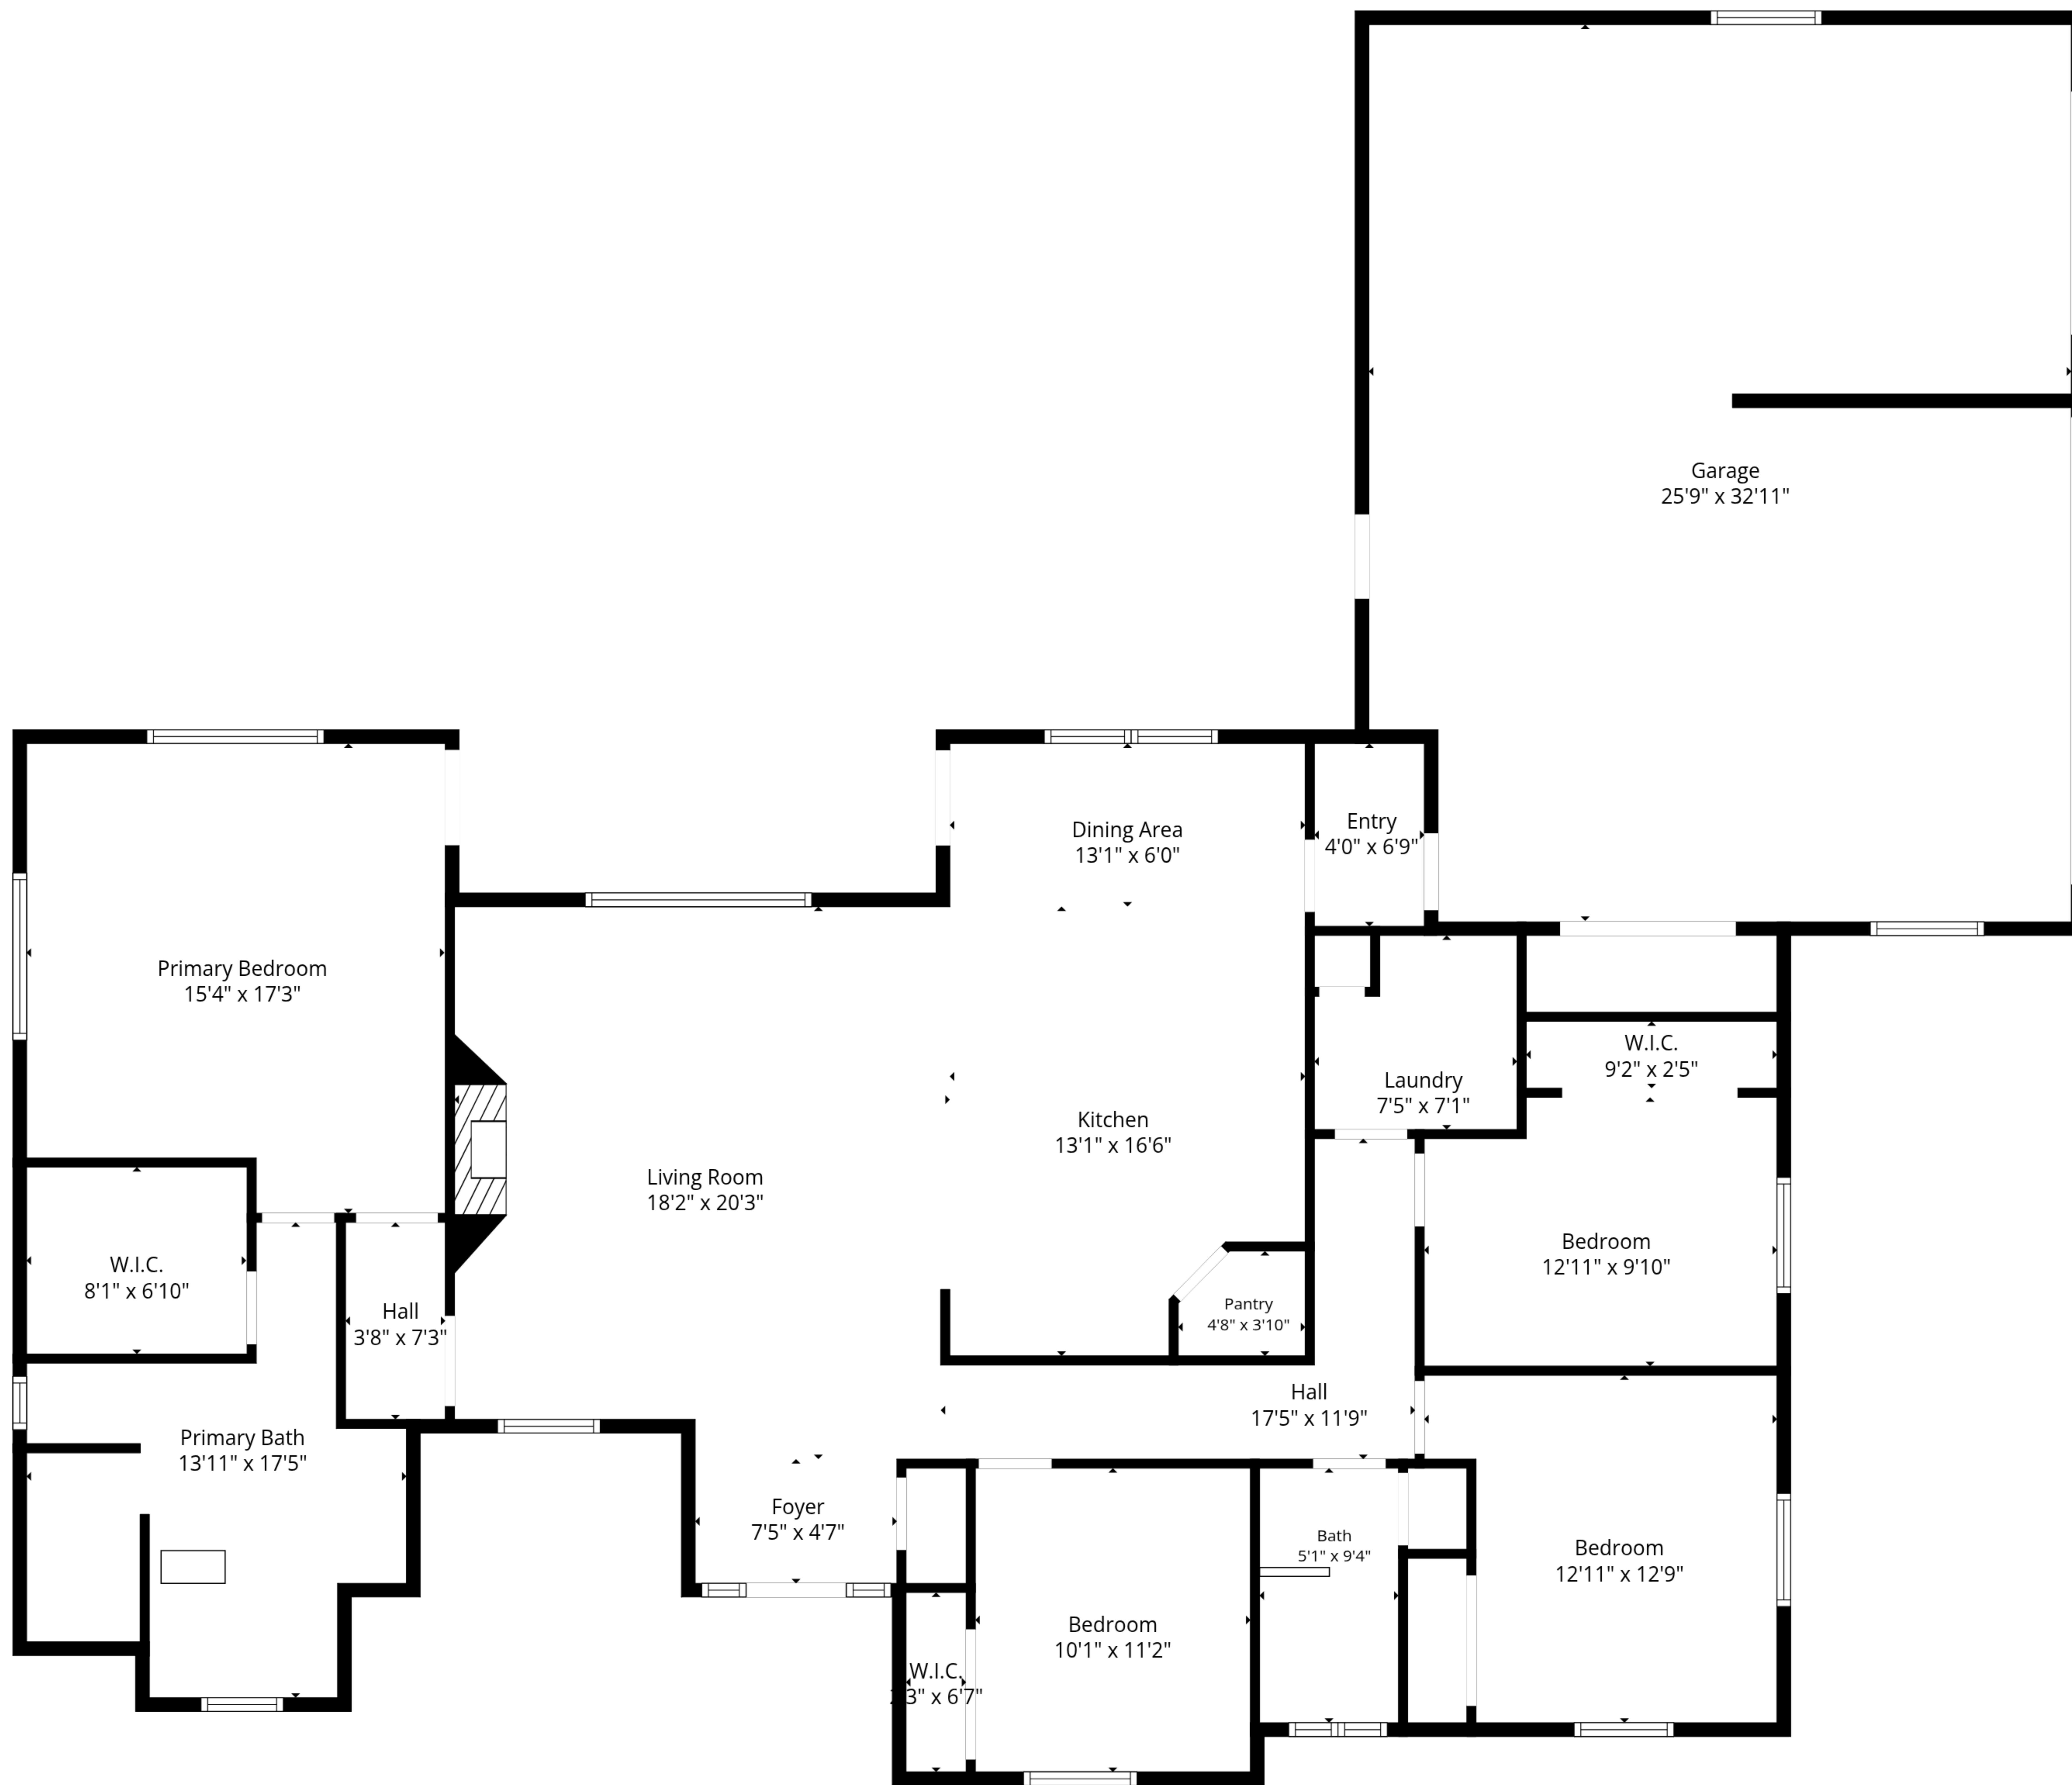 Garage
25'9" x 32'11"
Dining Area
13'1" x 6'0"
Entry
4'0" x 6'9"
Primary Bedroom
15'4" x 17'3"
W.I.C.
9'2" x 2'5"
Laundry
7'5" x 7'1"
Kitchen
13'1" x 16'6"
Living Room
18'2" x 20'3"
Bedroom
12'11" x 9'10"
W.I.C.
8'1" x 6'10"
Hall
3'8" x 7'3"
Pantry
4'8" x 3'10"
Hall
17'5" x 11'9"
Primary Bath
13'11" x 17'5"
Foyer
7'5" x 4'7"
Bath
5'1" x 9'4"
Bedroom
12'11" x 12'9"
Bedroom
10'1" x 11'2"
W.I.C.
x 6'7"